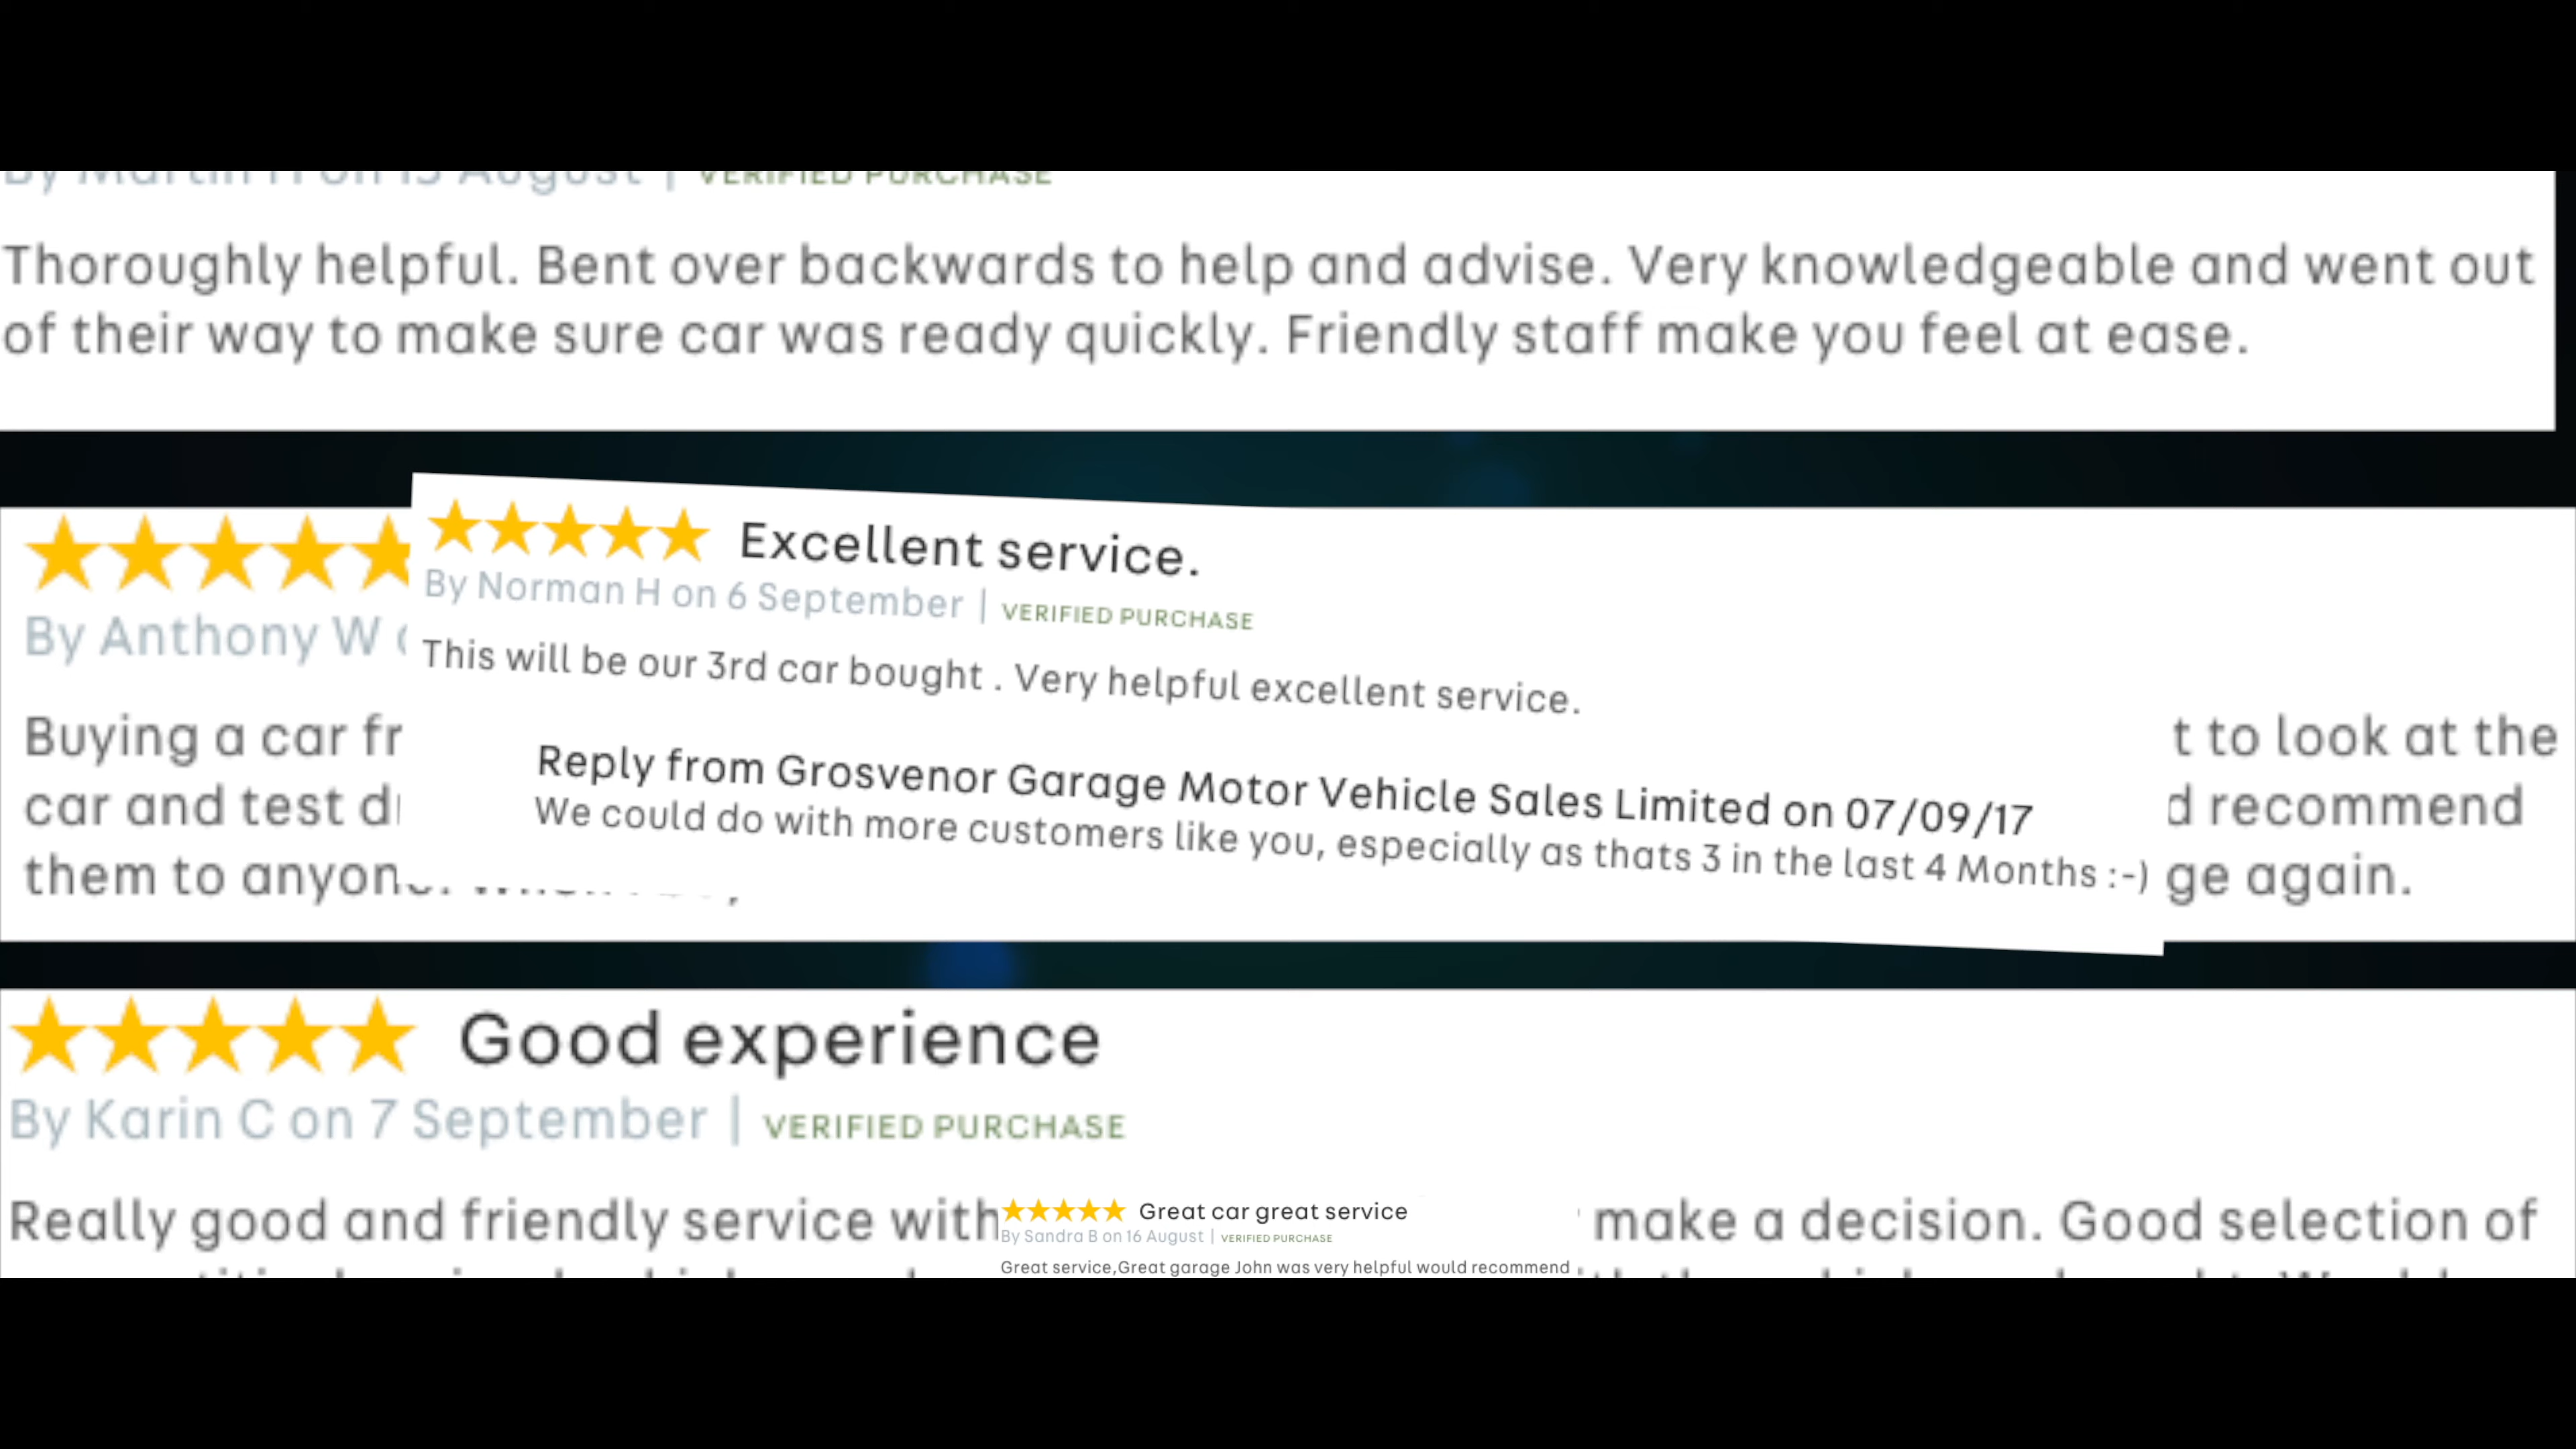 By Martin H on 15 August | VERIFIED PURCHASE
Thoroughly helpful. Bent over backwards to help and advise. Very knowledgeable and went out
of their way to make sure car was ready quickly. Friendly staff make you feel at ease.
Excellent service.
By Norman H on 6 September | VERIFIED PURCHASE
This will be our 3rd car bought . Very helpful excellent service.
Reply from Grosvenor Garage Motor Vehicle Sales Limited on 07/09/17
We could do with more customers like you, especially as thats 3 in the last 4 Months :-)
By Anthony W
Buying a car t to look at the
car and test d recommend
them to again.
Good experience
By Karin C on 7 September | VERIFIED PURCHASE
Really good and friendly service with make a decision. Good selection of
Great car great service
By Sandra B on 16 August | VERIFIED PURCHASE
Great service,Great garage John was very helpful would recommend